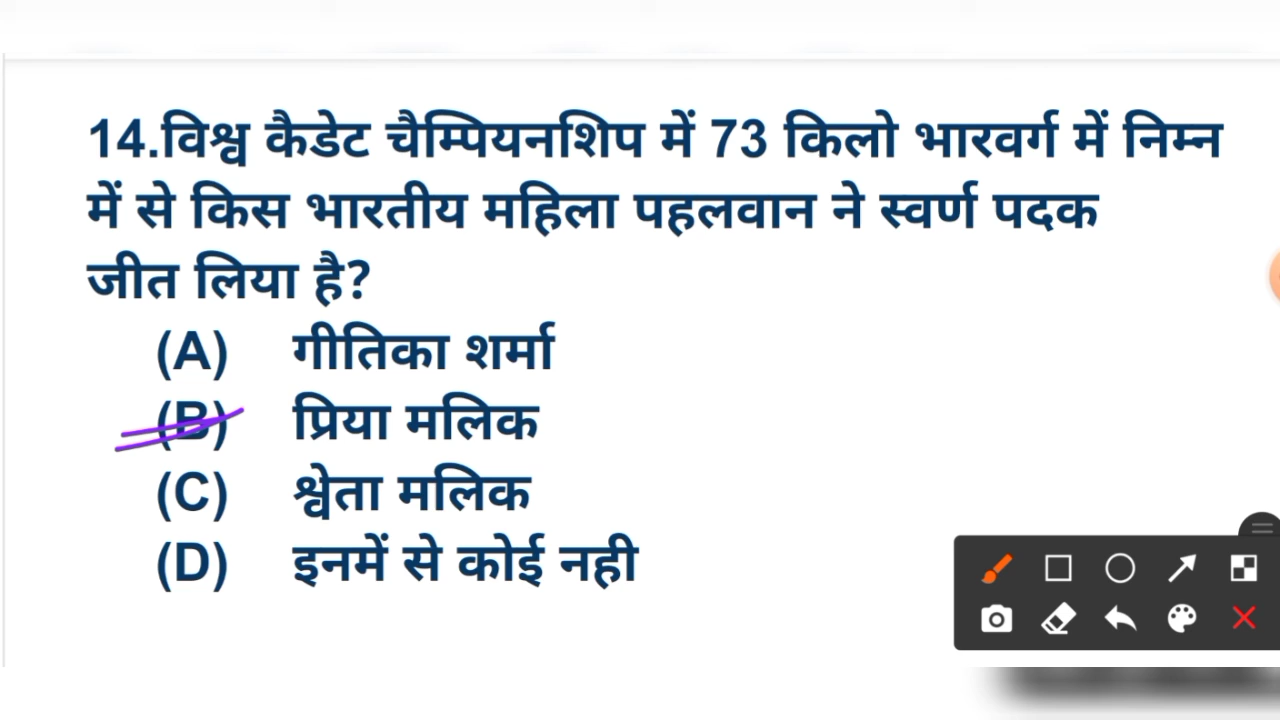 14.विश्व कैडेट चैम्पियनशिप में 73 किलो भारवर्ग में निम्न
में से किस भारतीय महिला पहलवान ने स्वर्ण पदक
जीत लिया है?
(A) गीतिका शर्मा
(B) प्रिया मलिक
(C) श्वेता मलिक
(D) इनमें से कोई नही